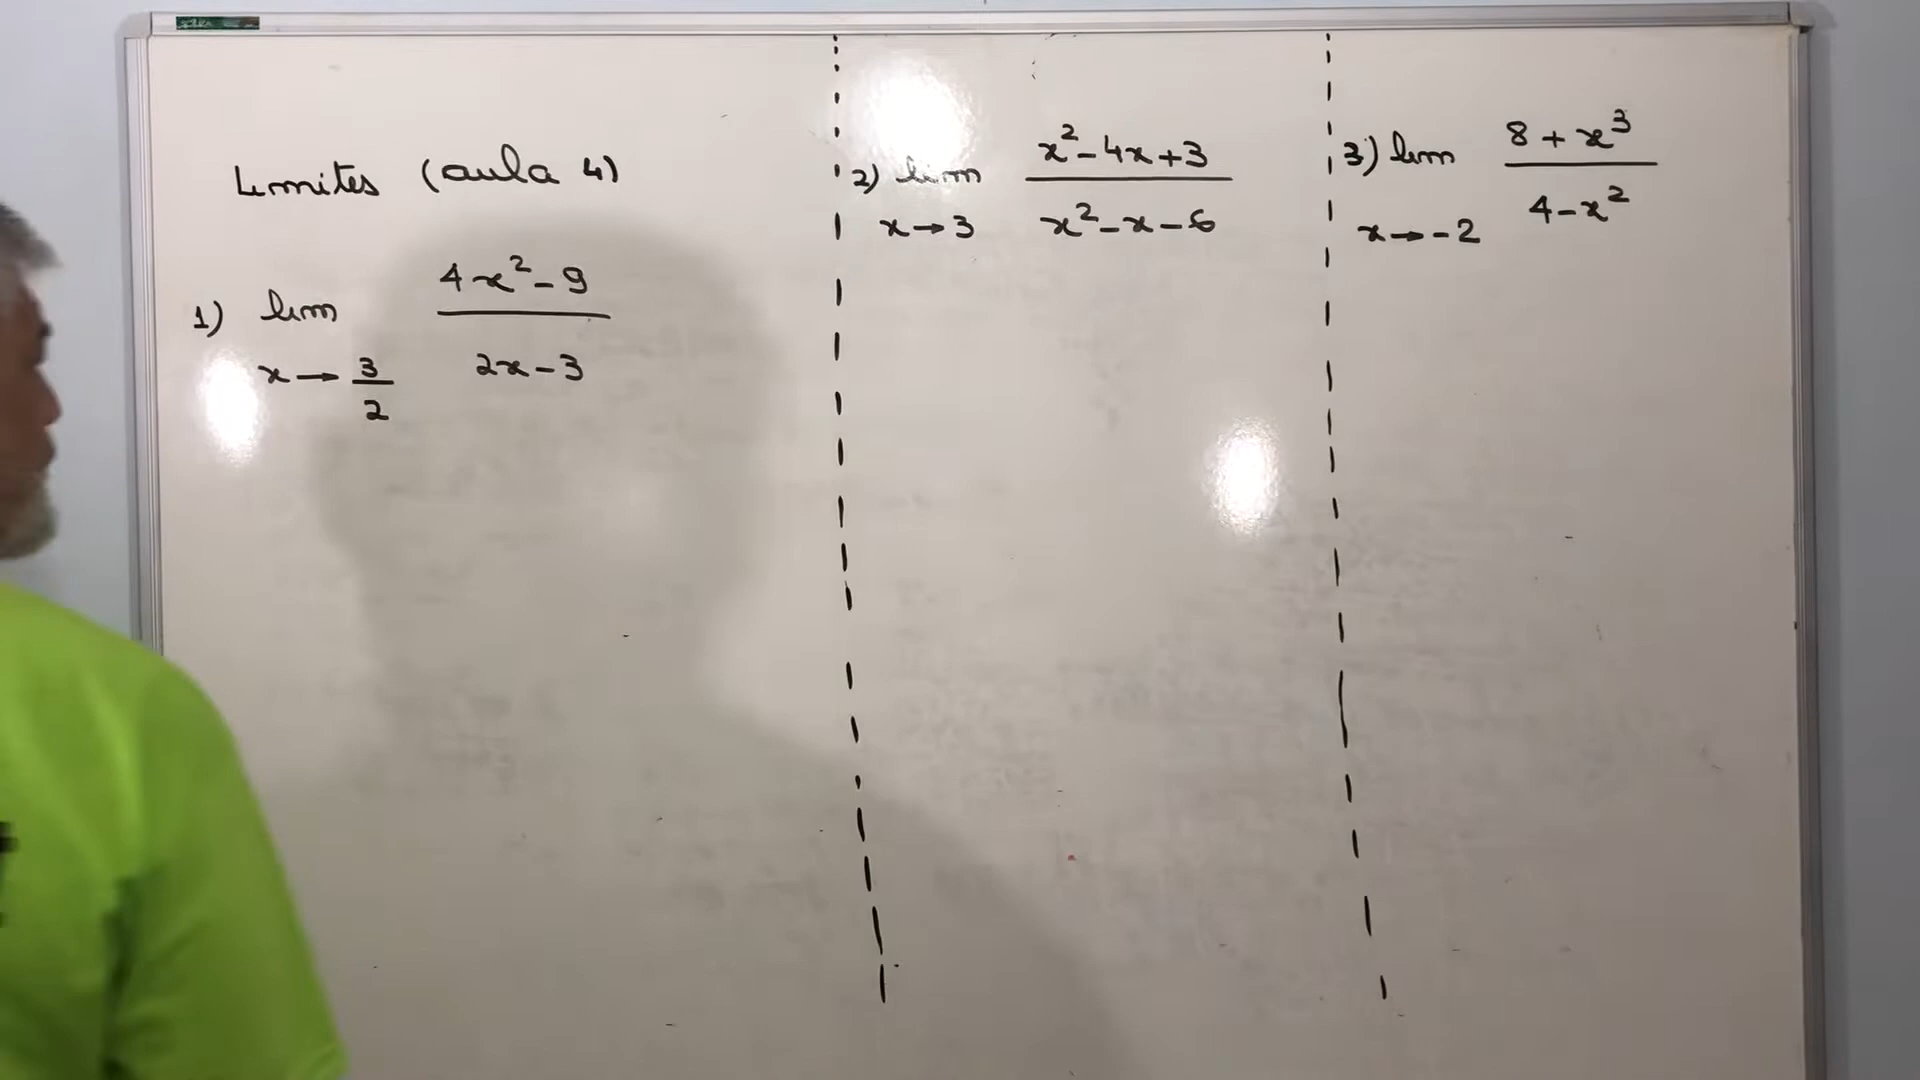 Limites (aula 4)
1) lim 4x² - 9
x → 3/2 2x - 3
2) lim x² - 4x + 3
x → 3 x² - x - 6
3) lim 8 + x³
x → -2 4 - x²